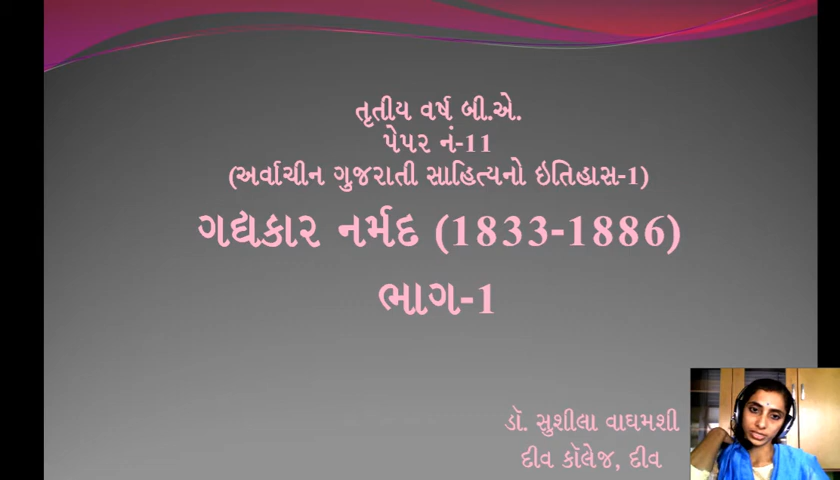 તૃતીય વર્ષ બી.એ.
પેપર નં-11
(અર્વાચીન ગુજરાતી સાહિત્યનો ઇતિહાસ-1)
ગદ્યકાર નર્મદ (1833-1886)
ભાગ-1
ડૉ. સુશીલા વાઘમશી
દીવ કૉલેજ, દીવ